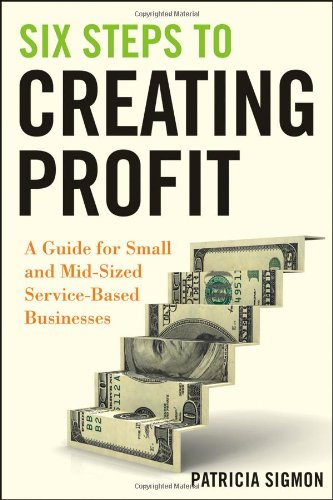 SIX STEPS TO
CREATING
PROFIT
A Guide for Small
and Mid-Sized
Service-Based
Businesses
PATRICIA SIGMON